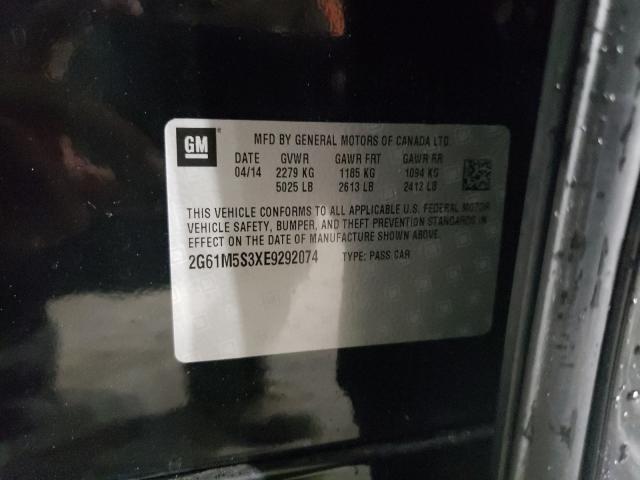 GM
MFD BY GENERAL MOTORS OF CANADA LTD
DATE GVWR GAWR FRT GAWR RR
04/14 2279 KG 1185 KG 1094 KG
5025 LB 2613 LB 2412 LB
THIS VEHICLE CONFORMS TO ALL APPLICABLE U.S. FEDERAL MOTOR
VEHICLE SAFETY, BUMPER, AND THEFT PREVENTION STANDARDS IN
EFFECT ON THE DATE OF MANUFACTURE SHOWN ABOVE.
2G61M5S3XE9292074 TYPE: PASS CAR